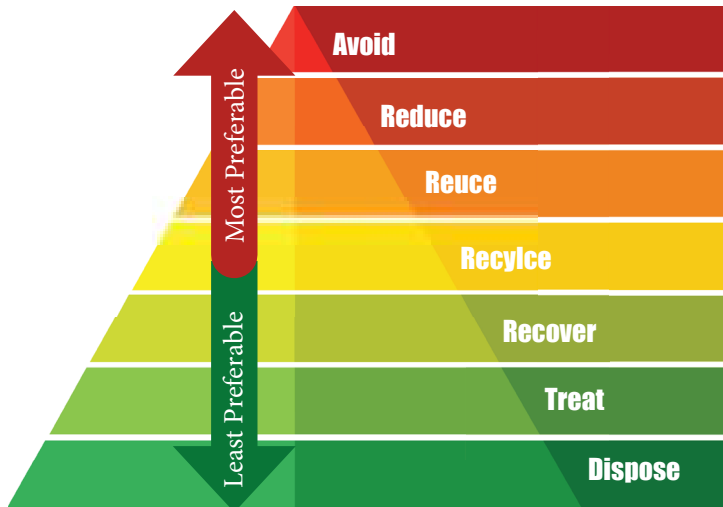 Avoid
Reduce
Reuce
Recylce
Recover
Treat
Dispose
Most Preferable
Least Preferable